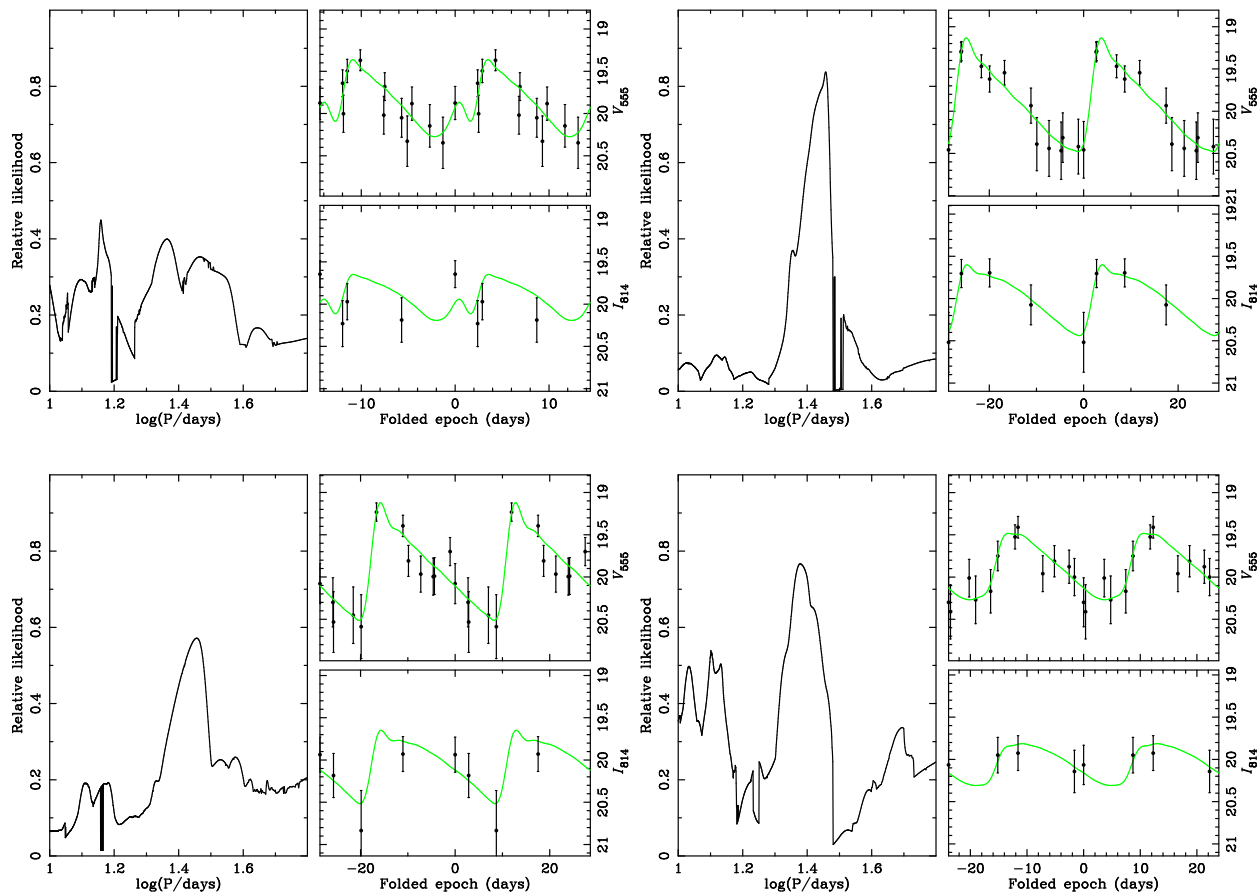 Relative likelihood
0 0.2 0.4 0.6 0.8
1 1.2 1.4 1.6
log(P/days)
19 19.5 20 20.5
V555
19 19.5 20 20.5 21
I814
−10 0 10
Folded epoch (days)
Relative likelihood
0 0.2 0.4 0.6 0.8
1 1.2 1.4 1.6
log(P/days)
19 19.5 20 20.5 21
V555
19 19.5 20 20.5 21
I814
−20 0 20
Folded epoch (days)
Relative likelihood
0 0.2 0.4 0.6 0.8
1 1.2 1.4 1.6
log(P/days)
19 19.5 20 20.5
V555
19 19.5 20 20.5 21
I814
−20 0 20
Folded epoch (days)
Relative likelihood
0 0.2 0.4 0.6 0.8
1 1.2 1.4 1.6
log(P/days)
19 19.5 20 20.5
V555
19 19.5 20 20.5 21
I814
−20 −10 0 10 20
Folded epoch (days)